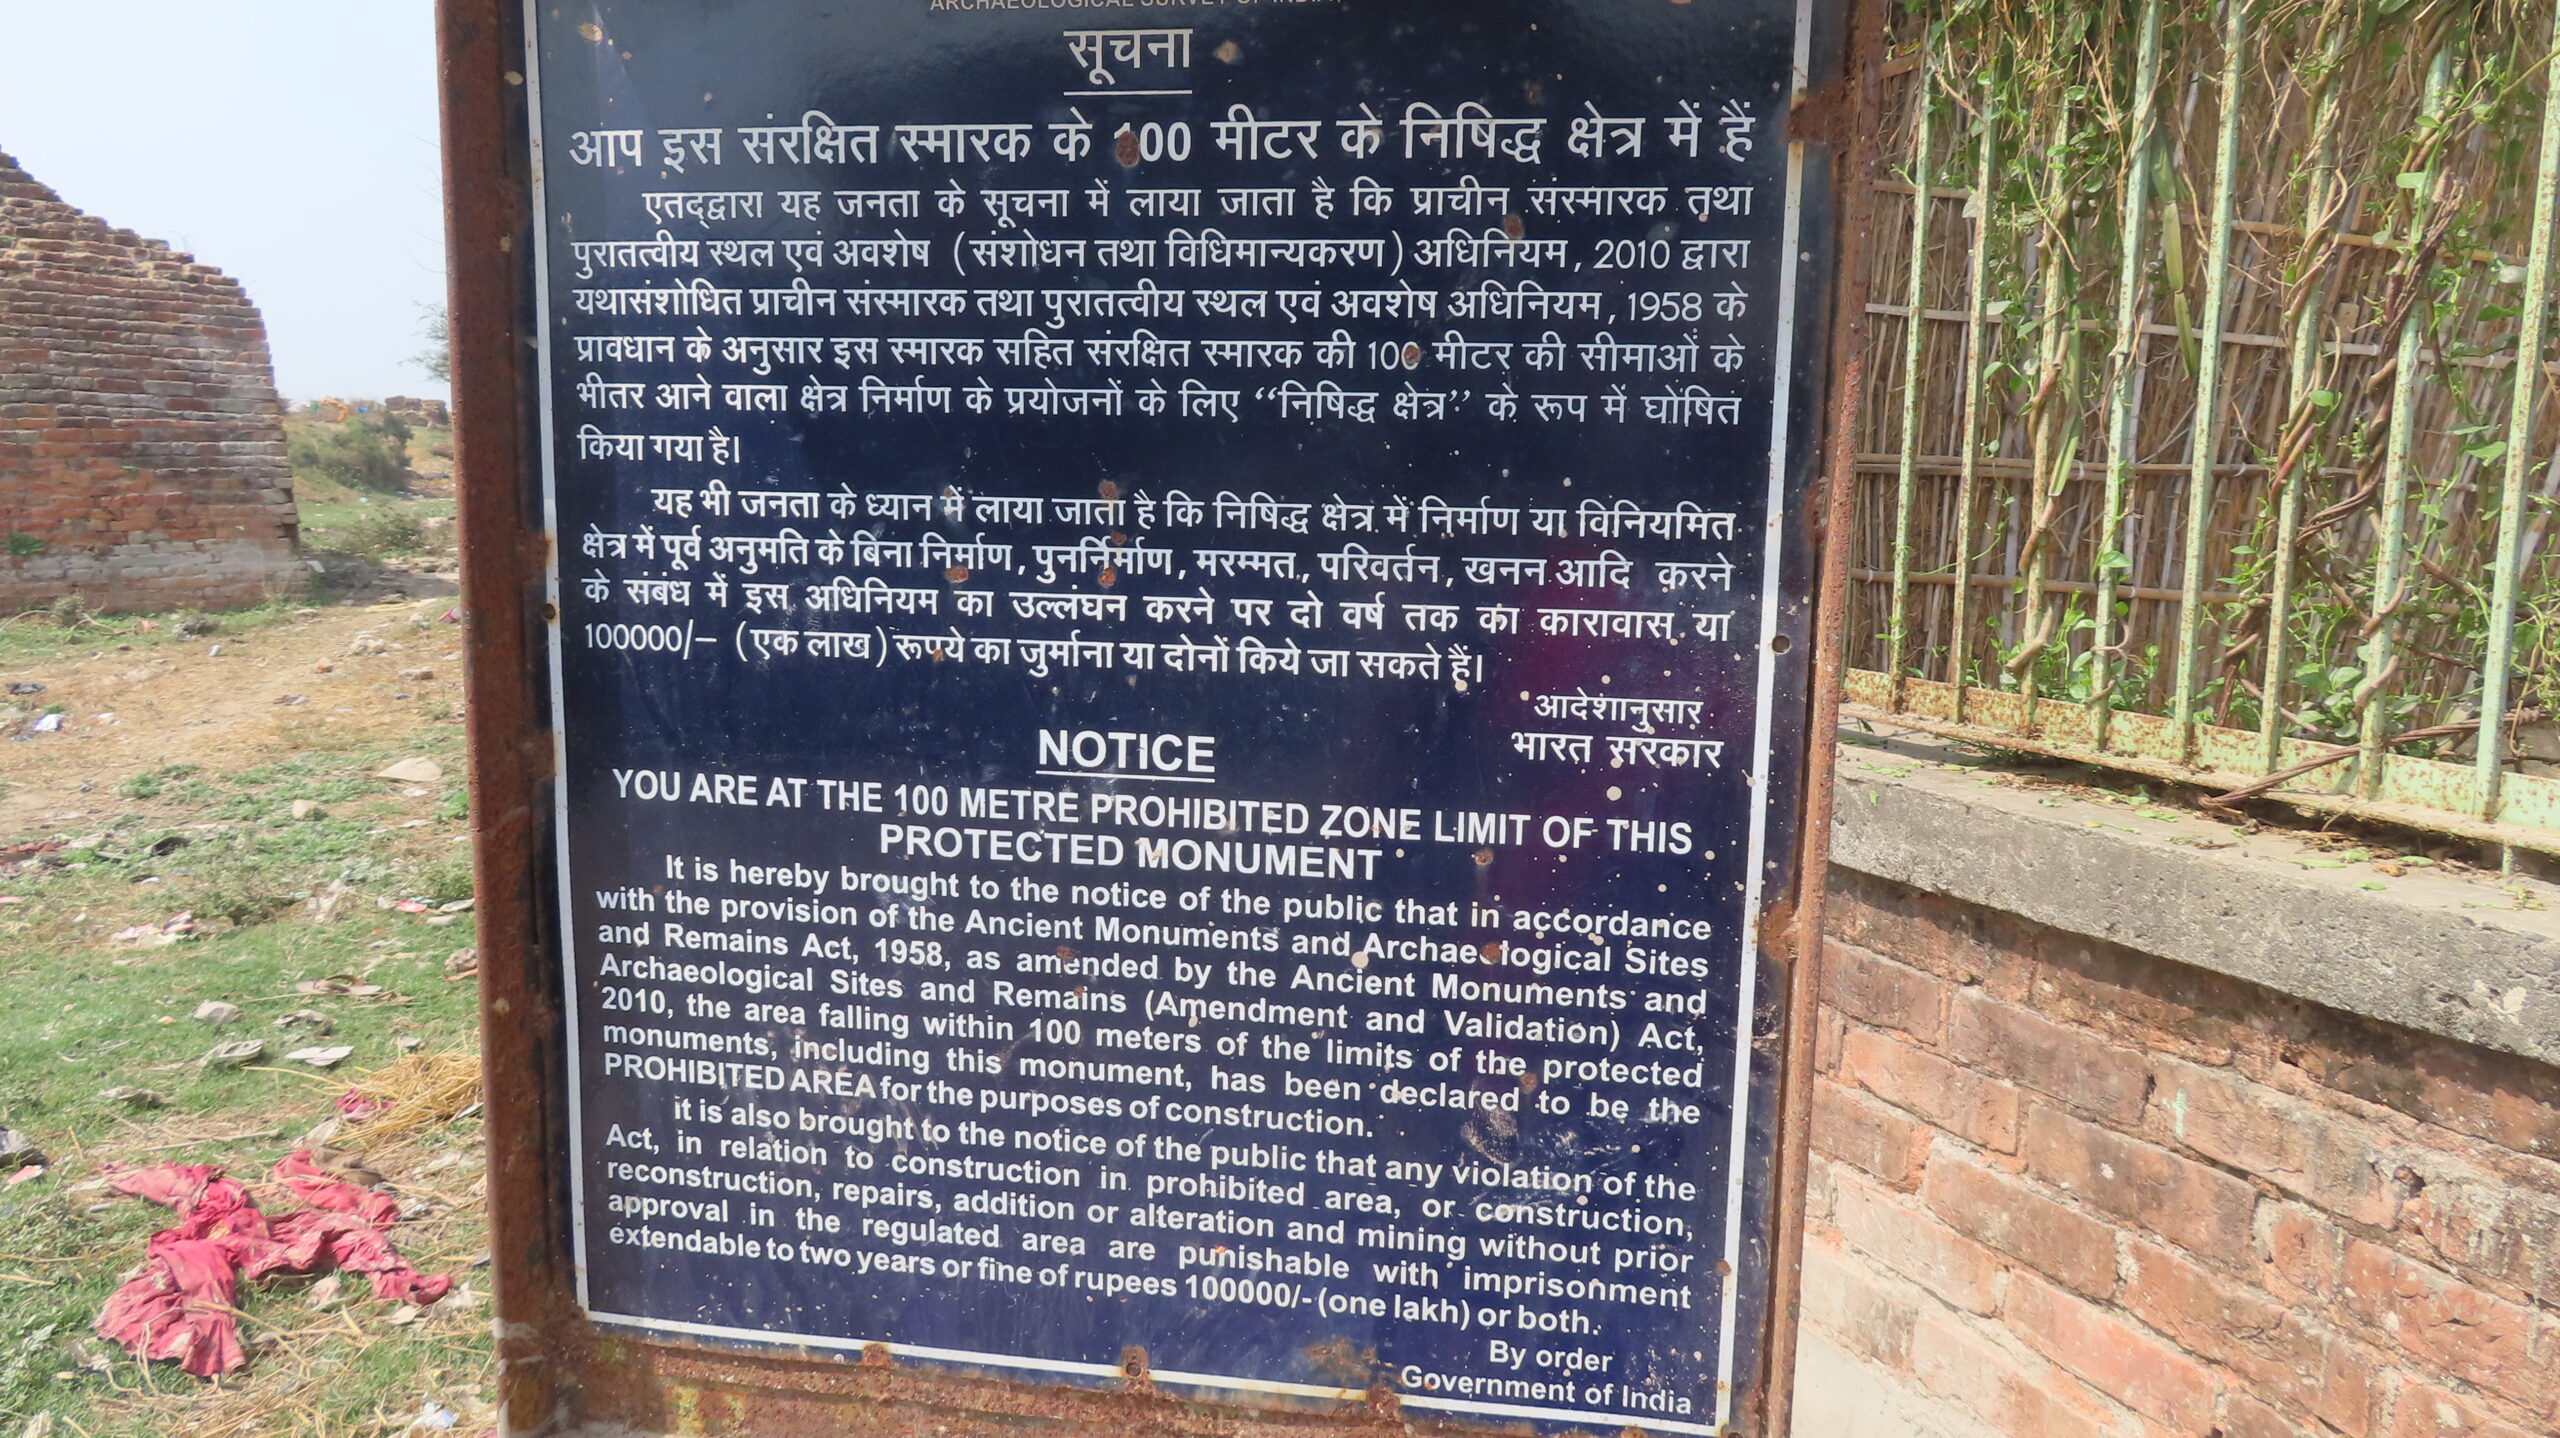 ARCHAEOLOGICAL SURVEY OF INDIA
सूचना
आप इस संरक्षित स्मारक के 100 मीटर के निषिद्ध क्षेत्र में हैं
एतद्द्वारा यह जनता के सूचना में लाया जाता है कि प्राचीन संस्मारक तथा
पुरातत्वीय स्थल एवं अवशेष (संशोधन तथा विधिमान्यकरण) अधिनियम, 2010 द्वारा
यथासंशोधित प्राचीन संस्मारक तथा पुरातत्वीय स्थल एवं अवशेष अधिनियम, 1958 के
प्रावधान के अनुसार इस स्मारक सहित संरक्षित स्मारक की 100 मीटर की सीमाओं के
भीतर आने वाला क्षेत्र निर्माण के प्रयोजनों के लिए “निषिद्ध क्षेत्र” के रूप में घोषित
किया गया है।
यह भी जनता के ध्यान में लाया जाता है कि निषिद्ध क्षेत्र में निर्माण या विनियमित
क्षेत्र में पूर्व अनुमति के बिना निर्माण, पुनर्निर्माण, मरम्मत, परिवर्तन, खनन आदि करने
के संबंध में इस अधिनियम का उल्लंघन करने पर दो वर्ष तक का कारावास या
100000/– (एक लाख) रूपये का जुर्माना या दोनों किये जा सकते हैं।
आदेशानुसार
भारत सरकार
NOTICE
YOU ARE AT THE 100 METRE PROHIBITED ZONE LIMIT OF THIS
PROTECTED MONUMENT
It is hereby brought to the notice of the public that in accordance
with the provision of the Ancient Monuments and Archaeological Sites
and Remains Act, 1958, as amended by the Ancient Monuments and
Archaeological Sites and Remains (Amendment and Validation) Act,
2010, the area falling within 100 meters of the limits of the protected
monuments, including this monument, has been declared to be the
PROHIBITED AREA for the purposes of construction.
it is also brought to the notice of the public that any violation of the
Act, in relation to construction in prohibited area, or construction,
reconstruction, repairs, addition or alteration and mining without prior
approval in the regulated area are punishable with imprisonment
extendable to two years or fine of rupees 100000/- (one lakh) or both.
By order
Government of India